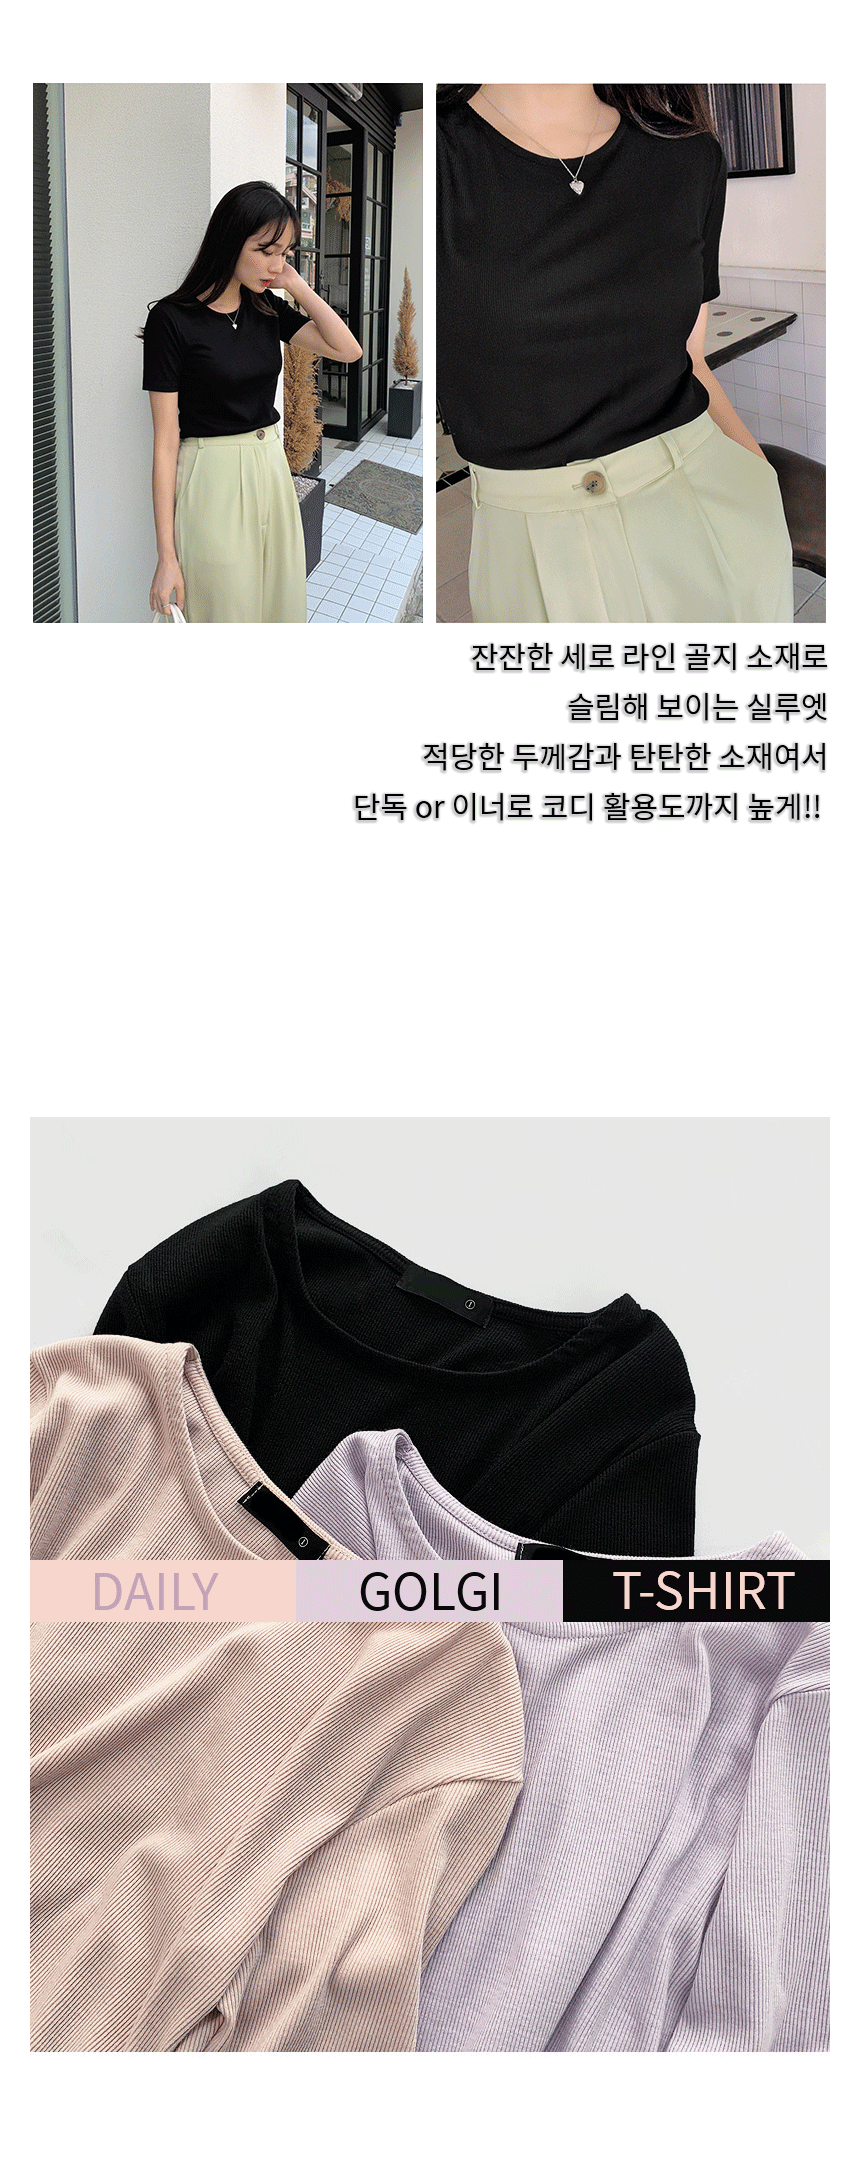 잔잔한 세로 라인 골지 소재로
슬림해 보이는 실루엣
적당한 두께감과 탄탄한 소재여서
단독 or 이너로 코디 활용도까지 높게!!
DAILY GOLGI T-SHIRT